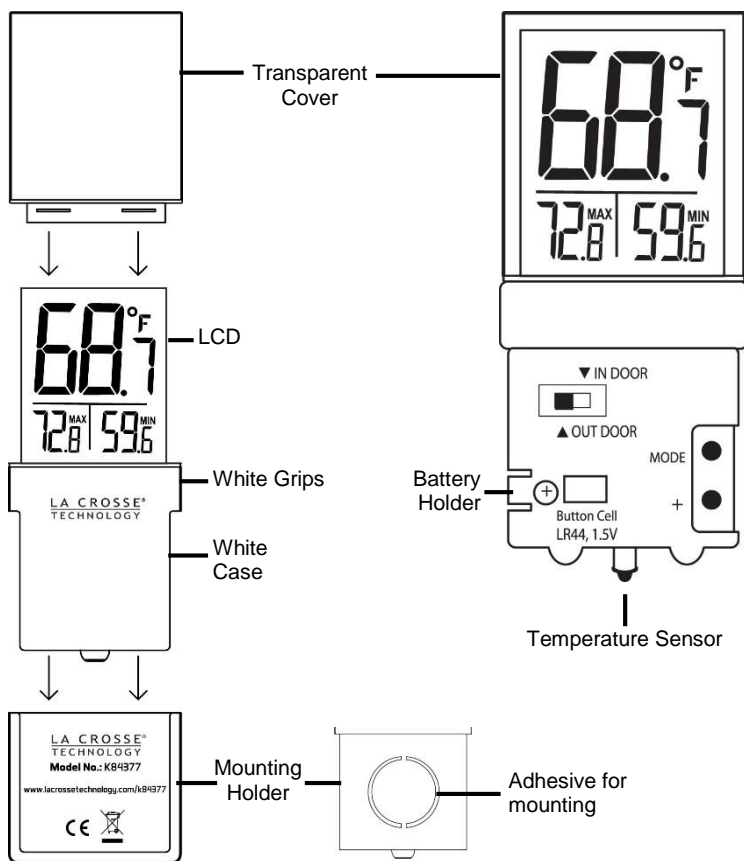 Transparent
Cover
68.7 °F
72.8 MAX
59.6 MIN
68.7 °F
72.8 MAX
59.6 MIN
LCD
White Grips
LA CROSSE®
TECHNOLOGY
White
Case
▼ IN DOOR
▲ OUT DOOR
MODE
+
Battery
Holder
+
Button Cell
LR44, 1.5V
Temperature Sensor
LA CROSSE®
TECHNOLOGY
Model No.: K84377
www.lacrossetechnology.com/k84377
CE
Mounting
Holder
Adhesive for
mounting